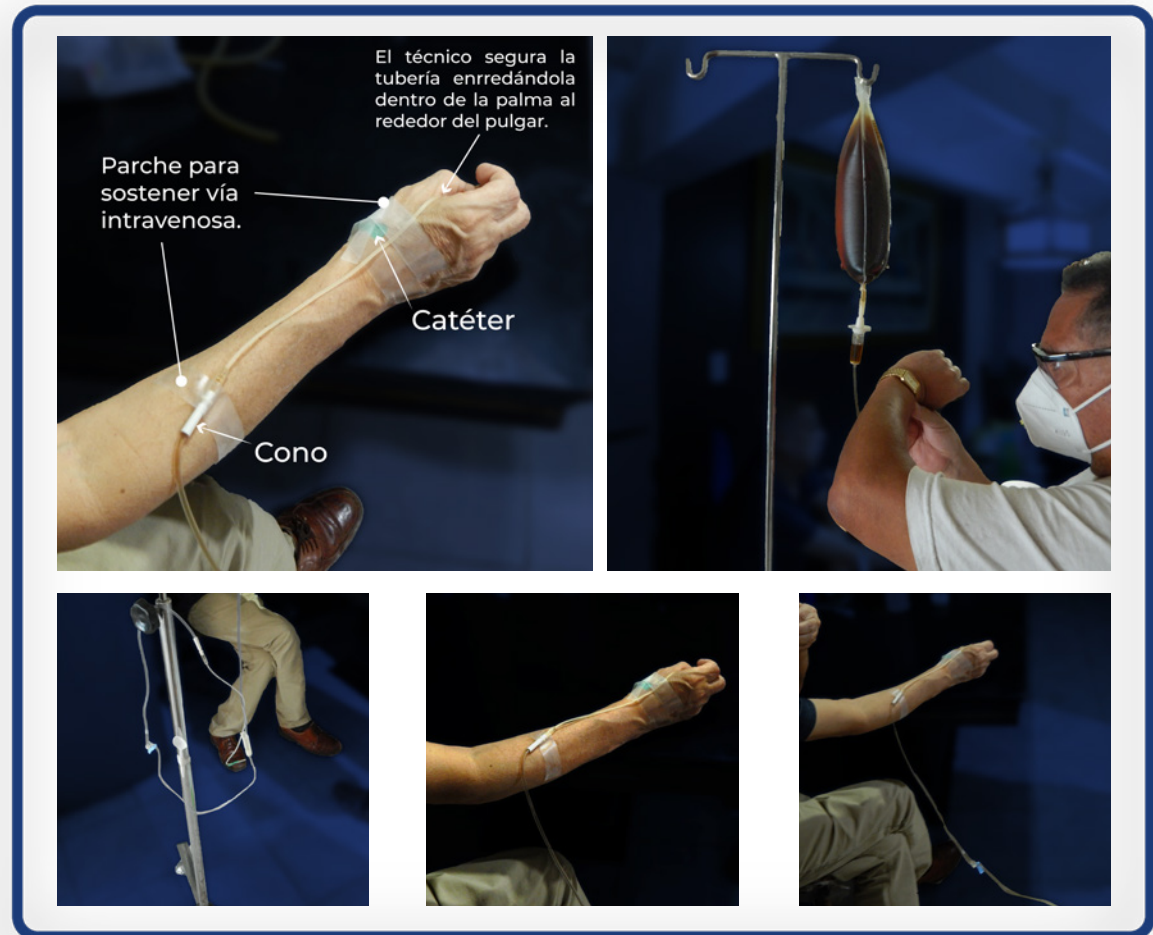 El técnico segura la
tubería enrredándola
dentro de la palma al
rededor del pulgar.
Parche para
sostener vía
intravenosa.
Catéter
Cono